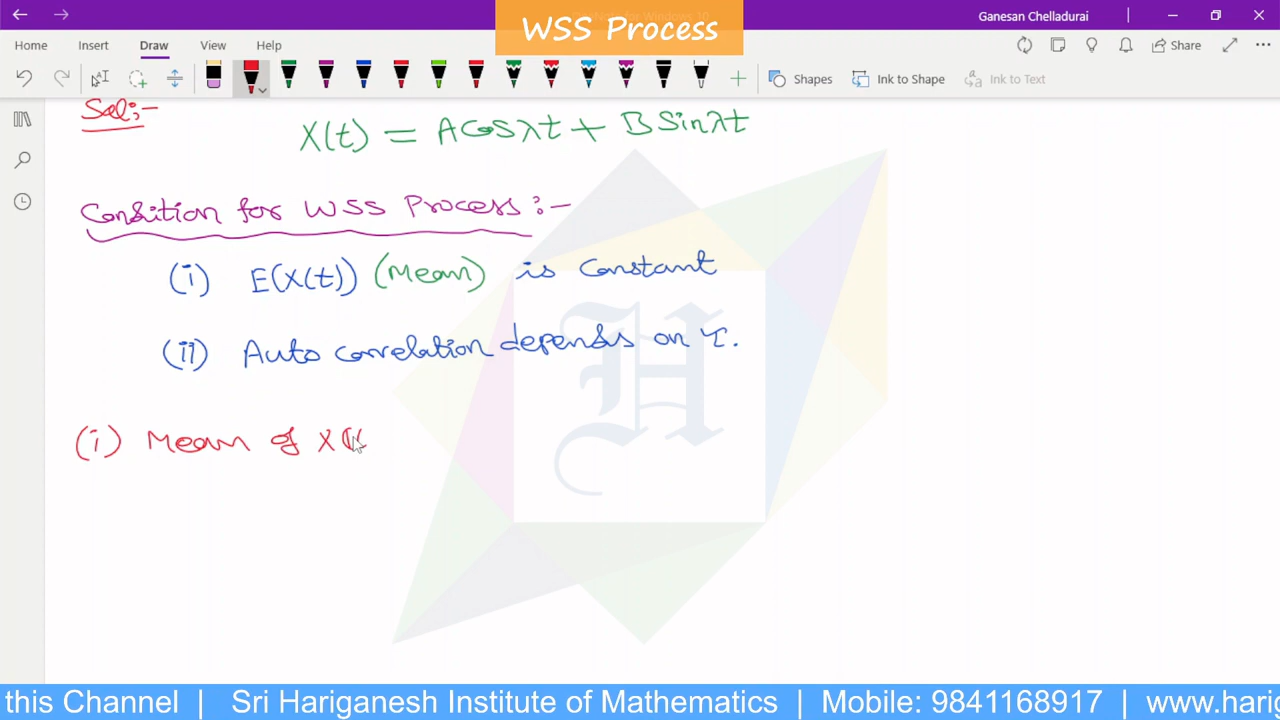 WSS Process
Ganesan Chelladurai
Home Insert Draw View Help
Share
Shapes Ink to Shape Ink to Text
Sol:-
X(t) = A Cos λt + B Sin λt
Condition for WSS Process:-
(i) E(X(t)) (Mean) is Constant
(ii) Auto correlation depends on τ.
(i) Mean of X(
H
this Channel | Sri Hariganesh Institute of Mathematics | Mobile: 9841168917 | www.harig